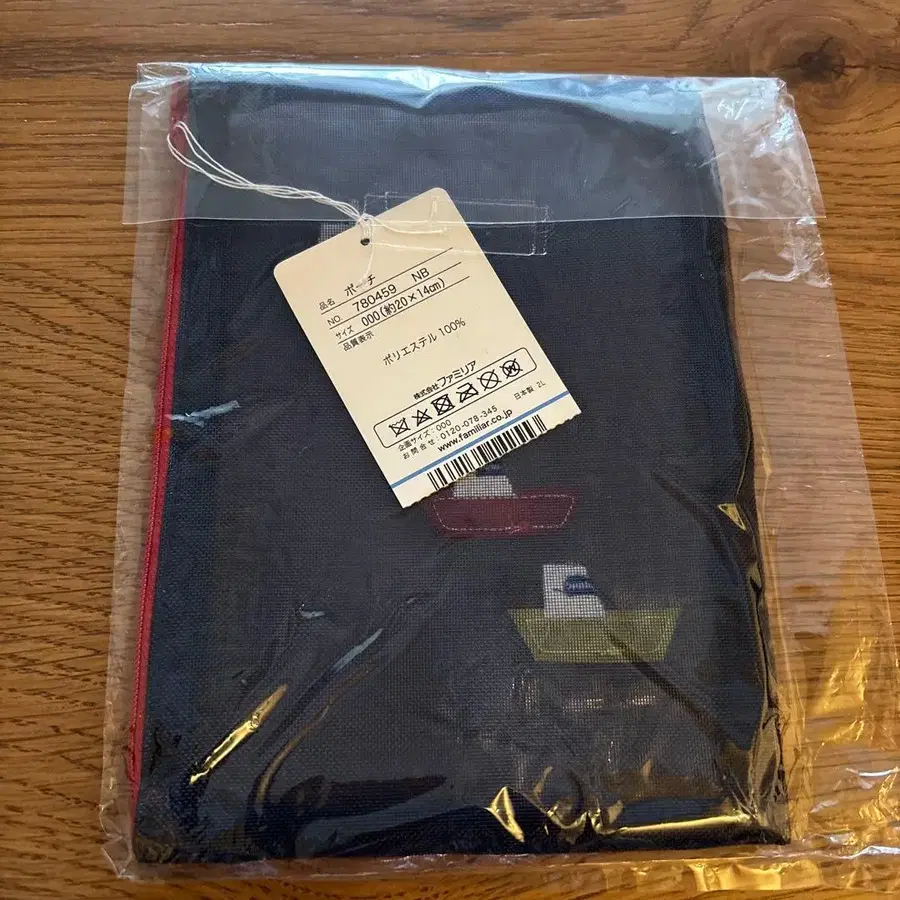 品名 ポーチ
NO. 780459 NB
サイズ 000(約20×14cm)
品質表示
ポリエステル 100%
株式会社 ファミリア
企画サイズ:000 日本製 2L
お問合せ:0120-078-345
www.familiar.co.jp